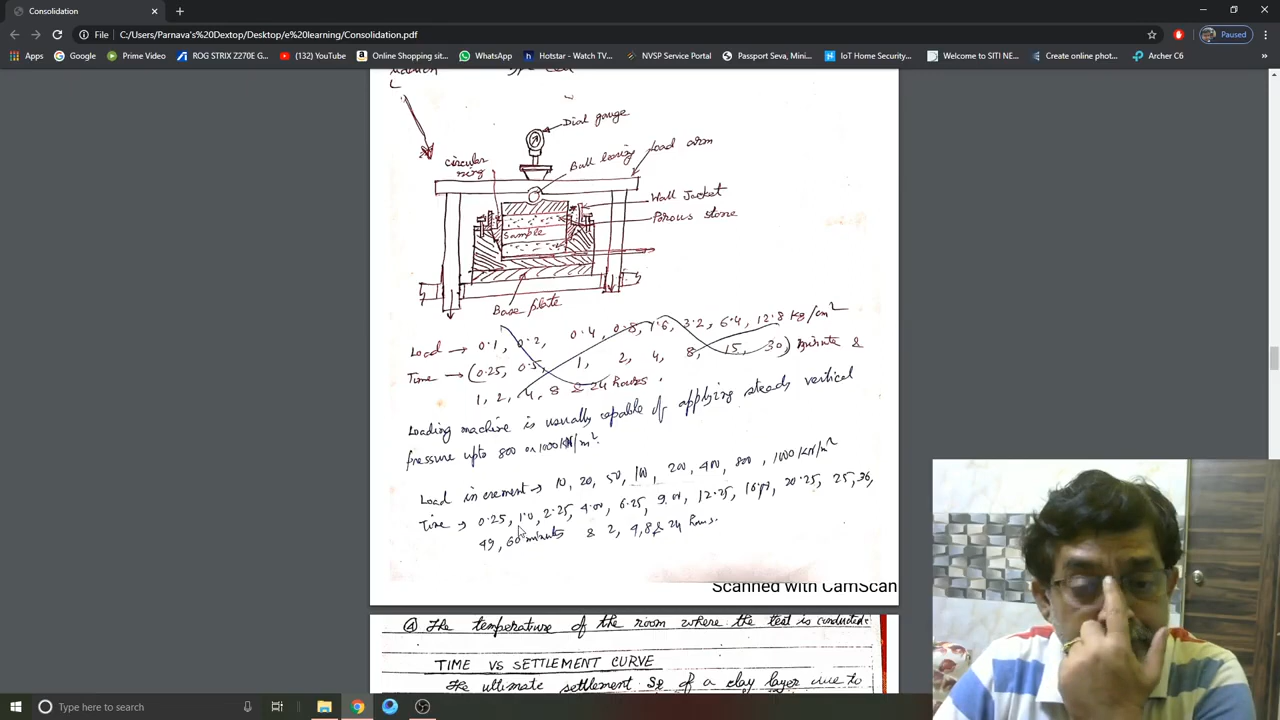 Consolidation
File
C:/Users/Parnava's%20Dextop/Desktop/e%20learning/Consolidation.pdf
Paused
Apps
Google
Prime Video
ROG STRIX Z270E G...
(132) YouTube
Amazon Online Shopping sit...
WhatsApp
Hotstar - Watch TV...
NVSP Service Portal
Passport Seva, Mini...
IoT Home Security,...
Welcome to SITI NE...
Create online photo...
Archer C6
Dial gauge
circular
ring
Ball bearing
load arm
Wall Jacket
Porous stone
Sample
Base plate
Load → 0.1, 0.2, 0.4, 0.8, 1.6, 3.2, 6.4, 12.8 kg/cm2
Time → (0.25, 0.5, 1, 2, 4, 8, 15, 30) minute &
1, 2, 4, 8 & 24 hours.
Loading machine is usually capable of applying steady vertical
pressure upto 800 or 1000 KN/m2.
Load increment → 10, 20, 50, 100, 200, 400, 800, 1000 KN/m2
Time → 0.25, 1.0, 2.25, 4.00, 6.25, 9.00, 12.25, 16.00, 20.25, 25, 36,
49, 60 minutes & 2, 4, 8 & 24 hours.
Scanned with CamScan
④ The temperature of the room where the test is conducted.
TIME VS SETTLEMENT CURVE
The ultimate settlement of a clay layer due to
Type here to search